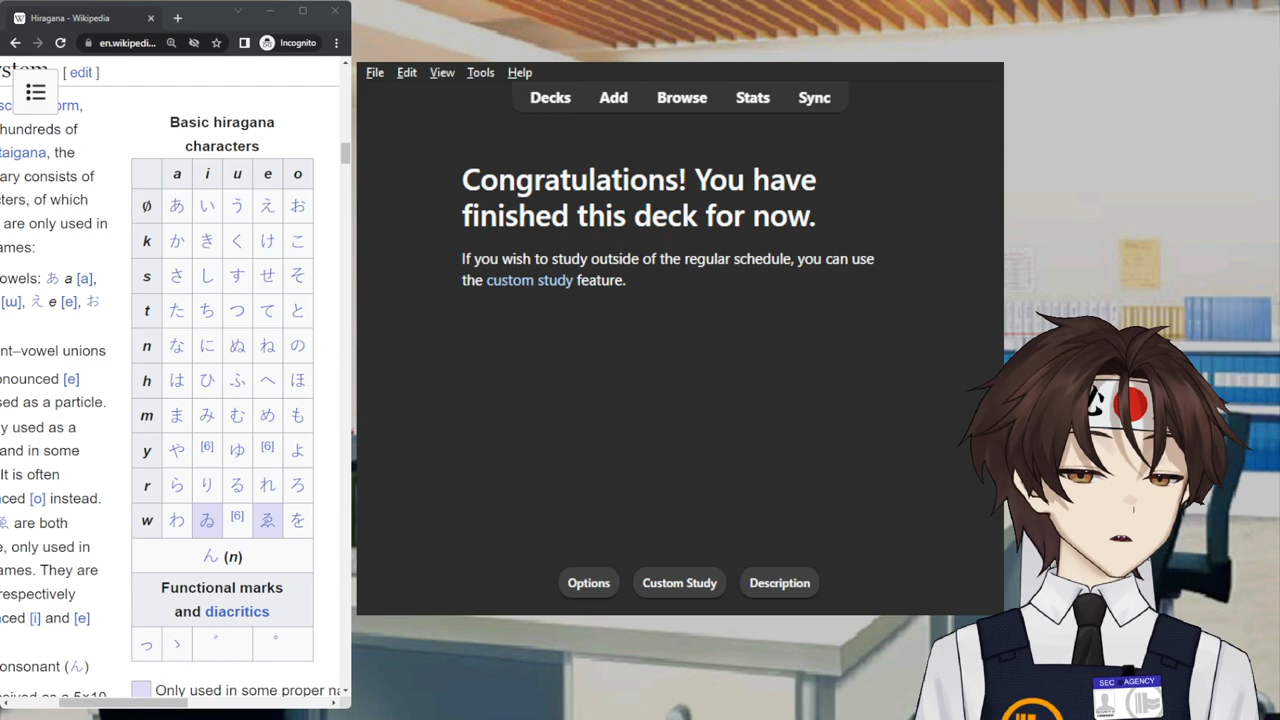 Hiragana - Wikipedia
en.wikipedi...
Incognito
[ edit ]
orm,
hundreds of
taigana, the
ary consists of
cters, of which
are only used in
ames:
owels: あ a [a],
[ɯ], え e [e], お
nt–vowel unions
onounced [e]
sed as a particle.
y used as a
and in some
It is often
ced [o] instead.
ゑ are both
e, only used in
ames. They are
respectively
ced [i] and [e]
onsonant (ん)
Basic hiragana
characters
a i u e o
∅ あ い う え お
k か き く け こ
s さ し す せ そ
t た ち つ て と
n な に ぬ ね の
h は ひ ふ へ ほ
m ま み む め も
y や [6] ゆ [6] よ
r ら り る れ ろ
w わ ゐ [6] ゑ を
ん (n)
Functional marks
and diacritics
っ ゝ ゛ ゜
Only used in some proper na
File Edit View Tools Help
Decks Add Browse Stats Sync
Congratulations! You have
finished this deck for now.
If you wish to study outside of the regular schedule, you can use
the custom study feature.
Options Custom Study Description
SEC AGENCY